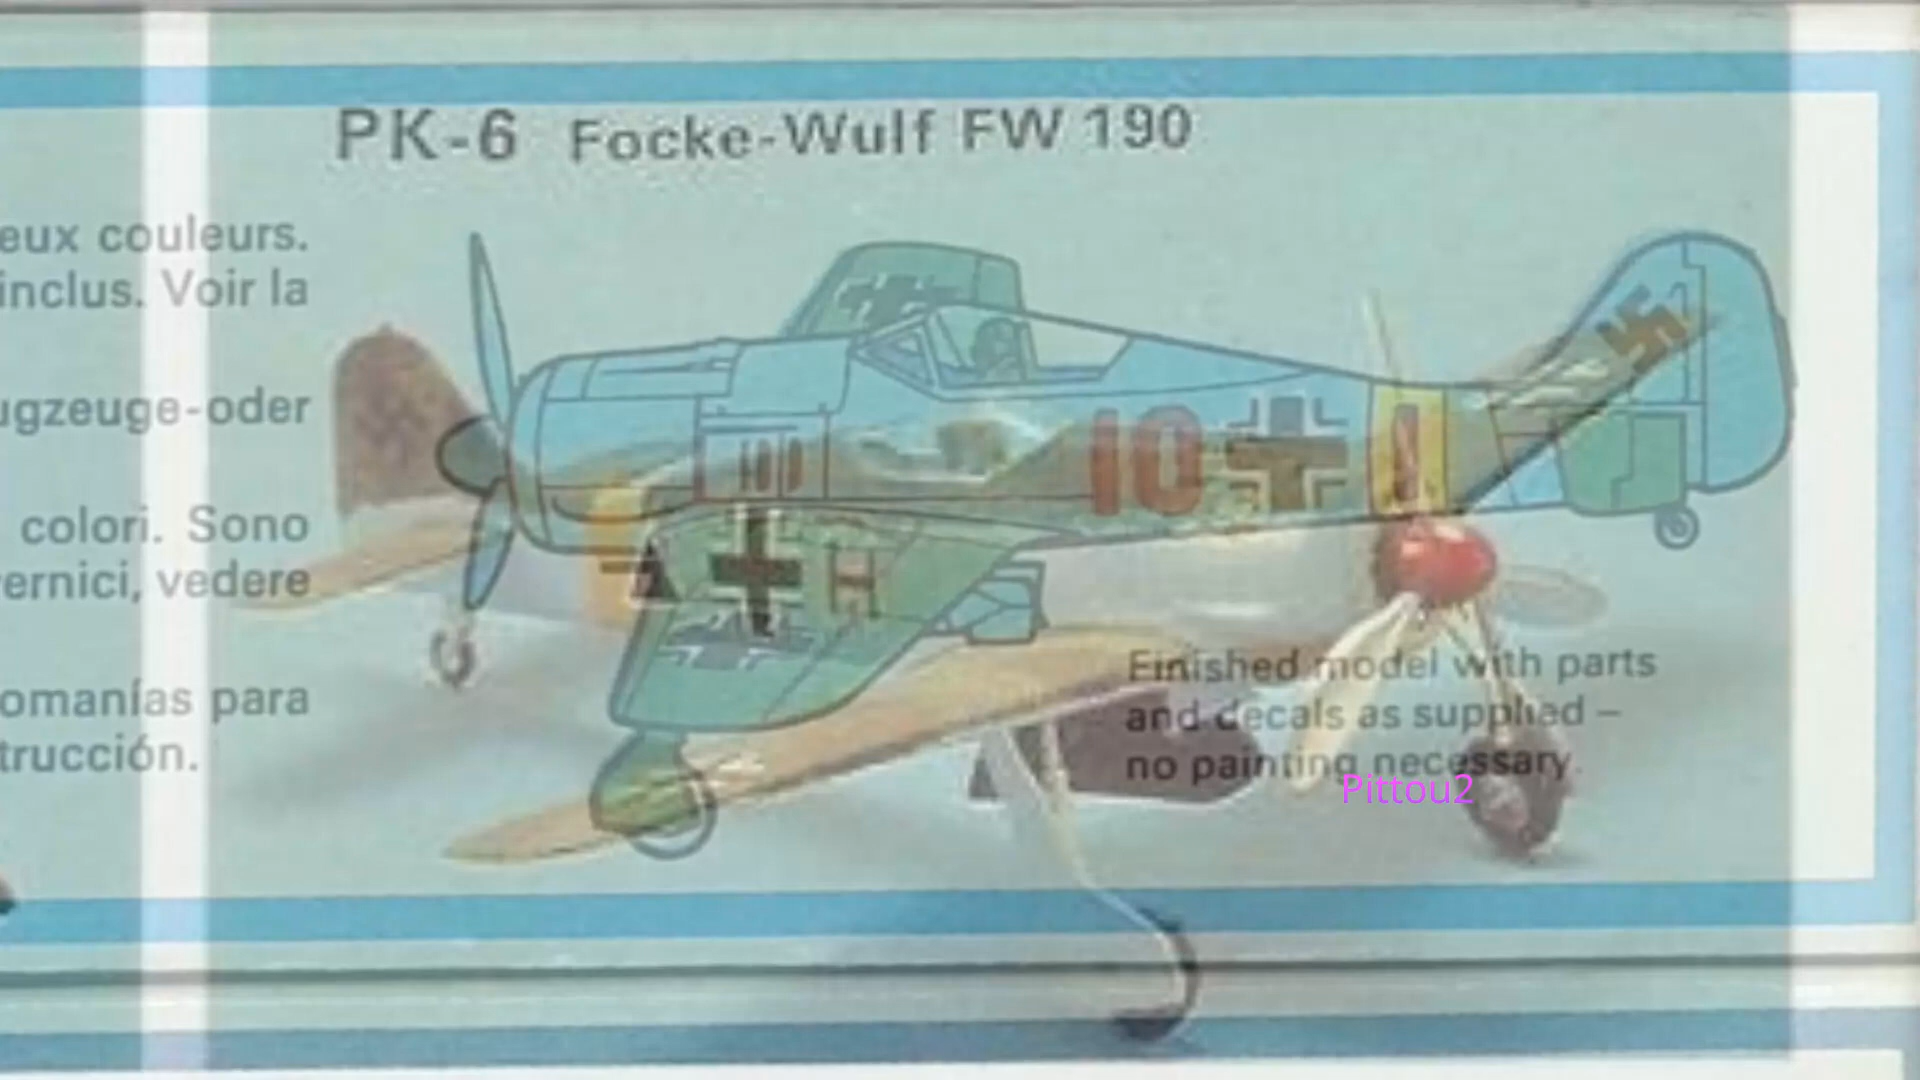 PK-6 Focke-Wulf FW 190
eux couleurs.
inclus. Voir la
ugzeuge-oder
colori. Sono
ernici, vedere
omanías para
trucción.
10
I
H
Finished model with parts
and decals as supplied –
no painting necessary.
Pittou2